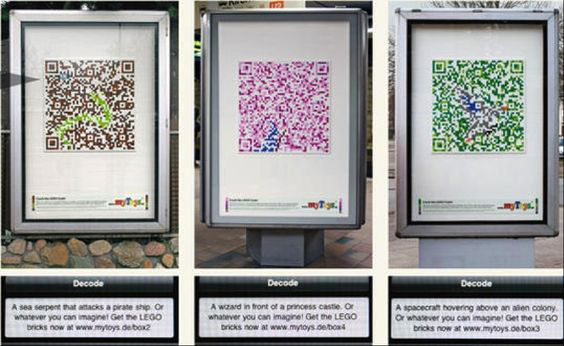 myToys.
myToys.
myToys.
Decode
A sea serpent that attacks a pirate ship. Or
whatever you can imagine! Get the LEGO
bricks now at www.mytoys.de/box2
Decode
A wizard in front of a princess castle. Or
whatever you can imagine! Get the LEGO
bricks now at www.mytoys.de/box4
Decode
A spacecraft hovering above an alien colony.
Or whatever you can imagine! Get the LEGO
bricks now at www.mytoys.de/box3